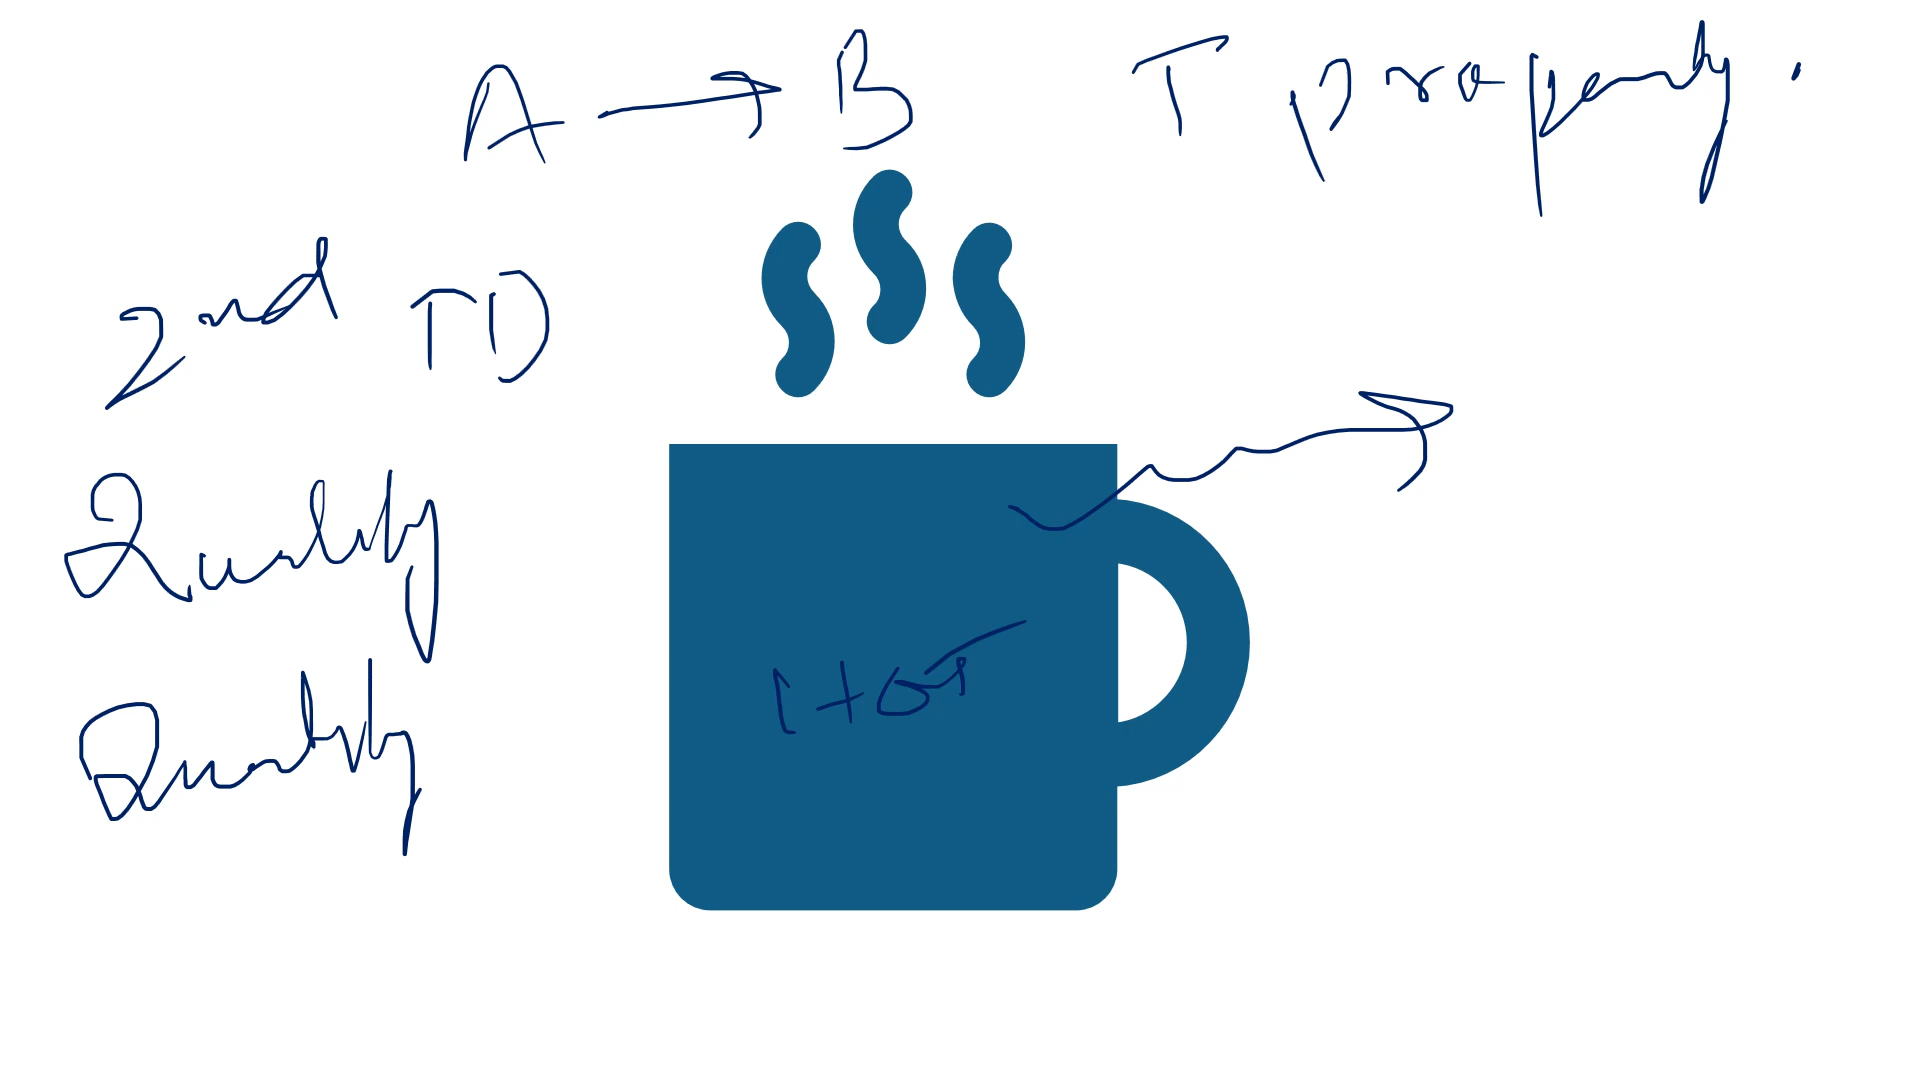 A → B T property.
2nd TD
Quality
Quantity
Hot